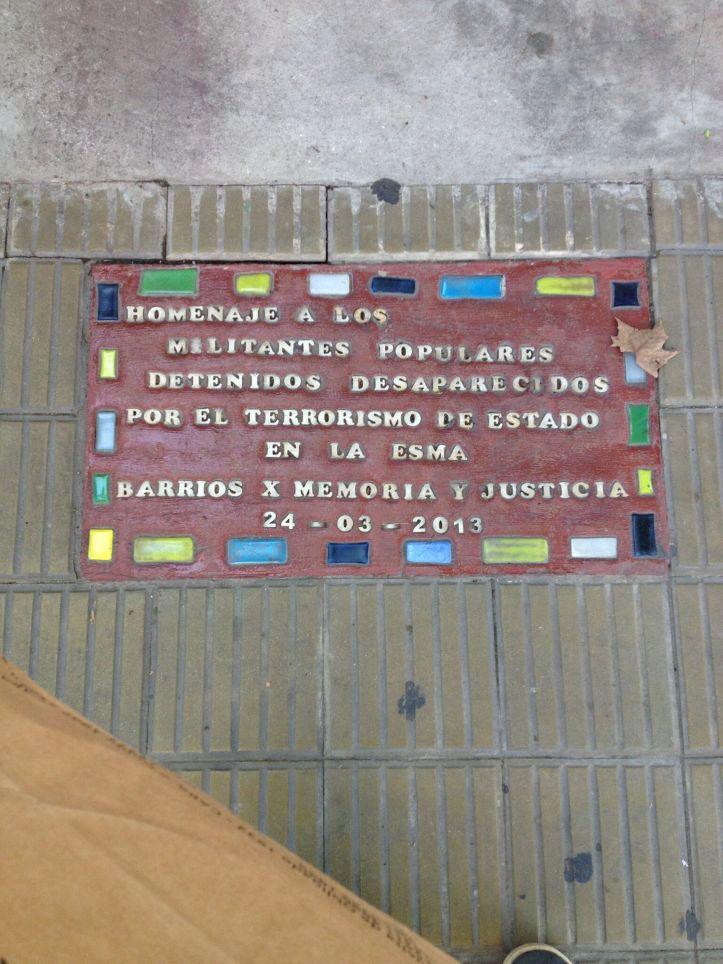 HOMENAJE A LOS
MILITANTES POPULARES
DETENIDOS DESAPARECIDOS
POR EL TERRORISMO DE ESTADO
EN LA ESMA
BARRIOS X MEMORIA Y JUSTICIA
24 - 03 - 2013